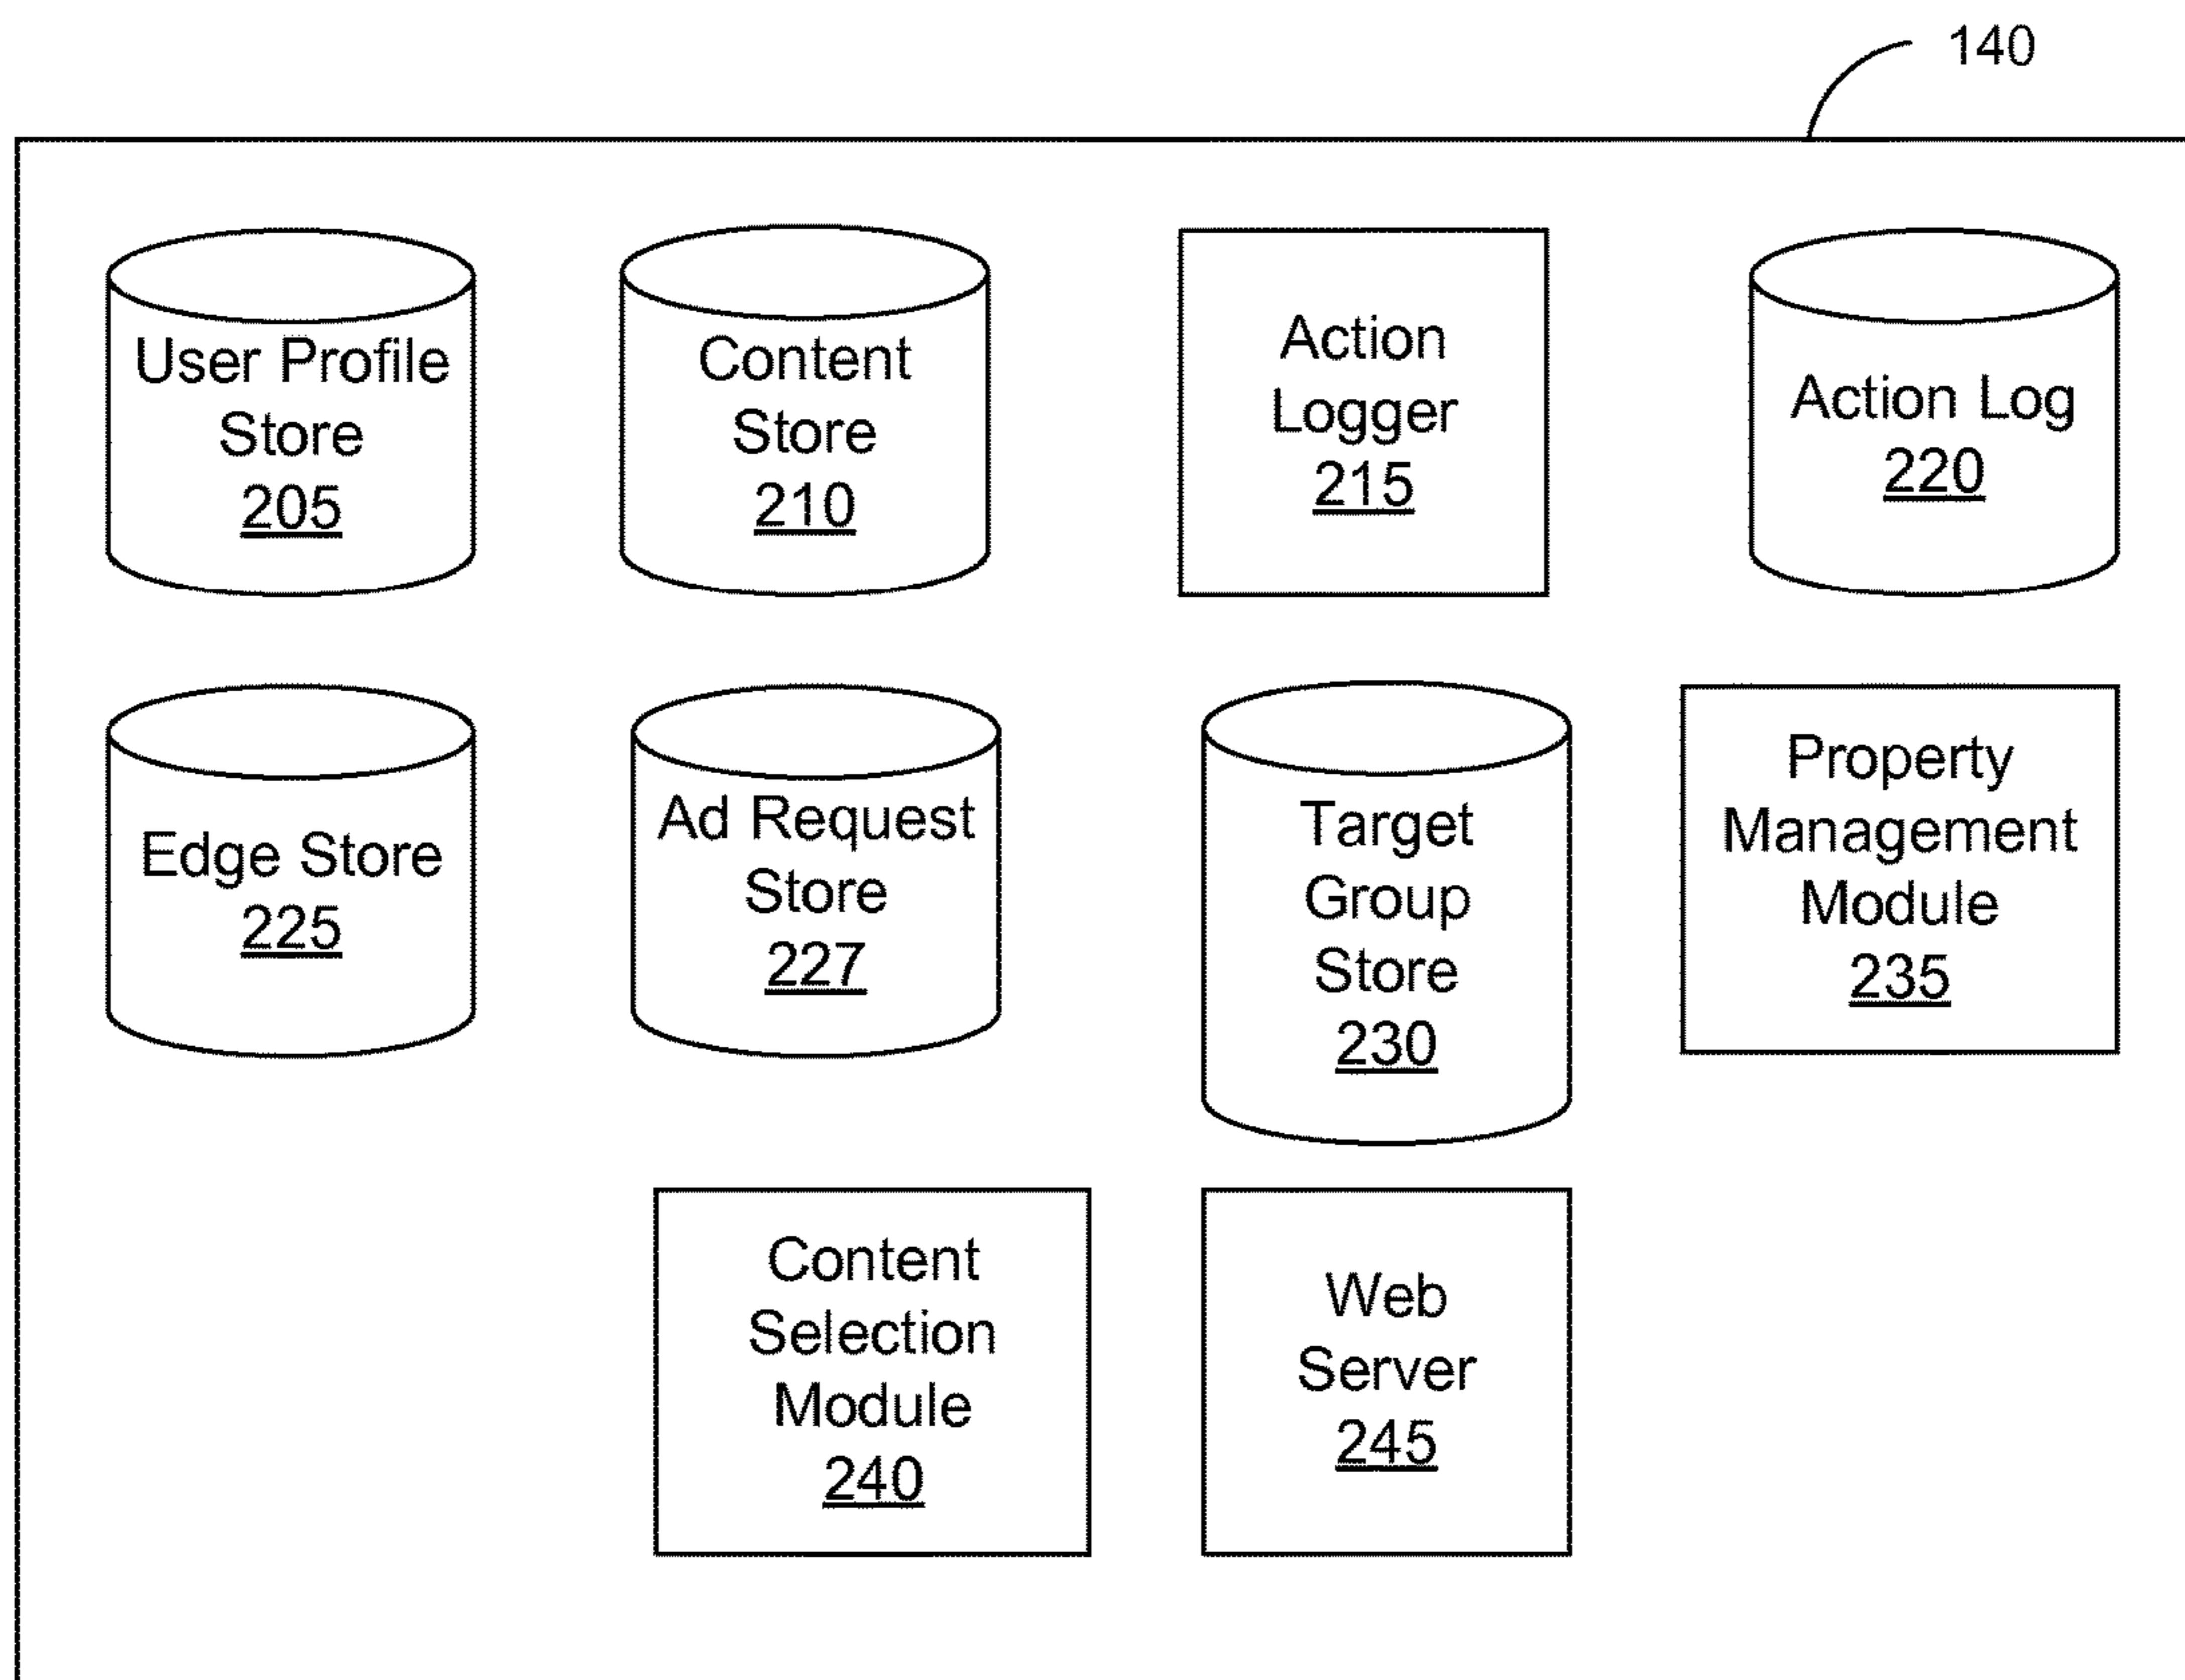 140
User Profile
Store
205
Content
Store
210
Action
Logger
215
Action Log
220
Edge Store
225
Ad Request
Store
227
Target
Group
Store
230
Property
Management
Module
235
Content
Selection
Module
240
Web
Server
245